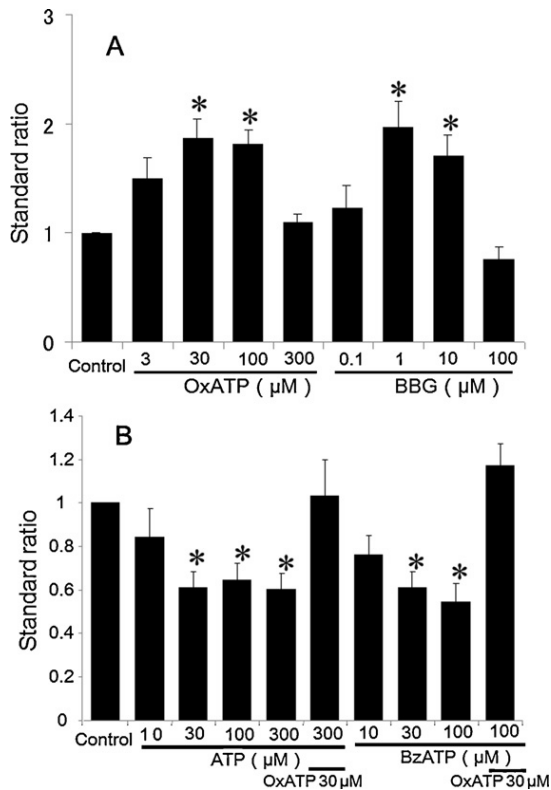 A
3
2
1
0
Standard ratio
* * * *
Control 3 30 100 300 0.1 1 10 100
OxATP ( µM ) BBG ( µM )
B
1.4
1.2
1
0.8
0.6
0.4
0.2
0
Standard ratio
* * * * *
Control 1 0 30 100 300 300 10 30 100 100
ATP ( µM ) BzATP ( µM )
OxATP 30 µM OxATP 30 µM